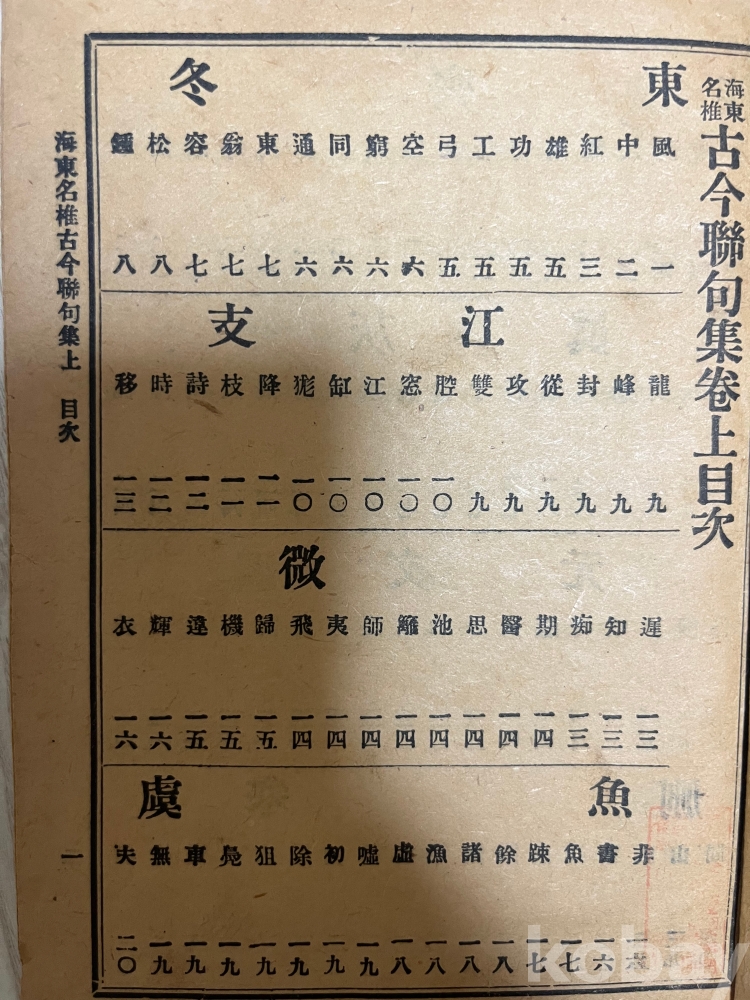 海東名椎
古今聯句集卷上目次
東 冬
風 中 紅 雄 功 工 弓 空 窮 同 通 東 翁 容 松 鍾
一 二 三 五 五 五 五 六 六 六 六 七 七 七 八 八
江 支
龍 峰 封 從 攻 雙 腔 窓 江 缸 狵 降 枝 詩 時 移
九 九 九 九 九 九 一〇 一〇 一〇 一〇 一〇 一一 一一 一二 一二 一三
微
遲 知 痴 期 醫 思 池 籬 師 夷 飛 歸 機 違 輝 衣
一三 一三 一三 一四 一四 一四 一四 一四 一四 一四 一四 一五 一五 一五 一六 一六
魚 虞
非 書 魚 踈 餘 諸 漁 虛 噓 初 除 狙 鳧 車 無 夫
一六 一六 一七 一七 一八 一八 一八 一八 一九 一九 一九 一九 一九 一九 一九 二〇
海東名椎古今聯句集上 目次
一